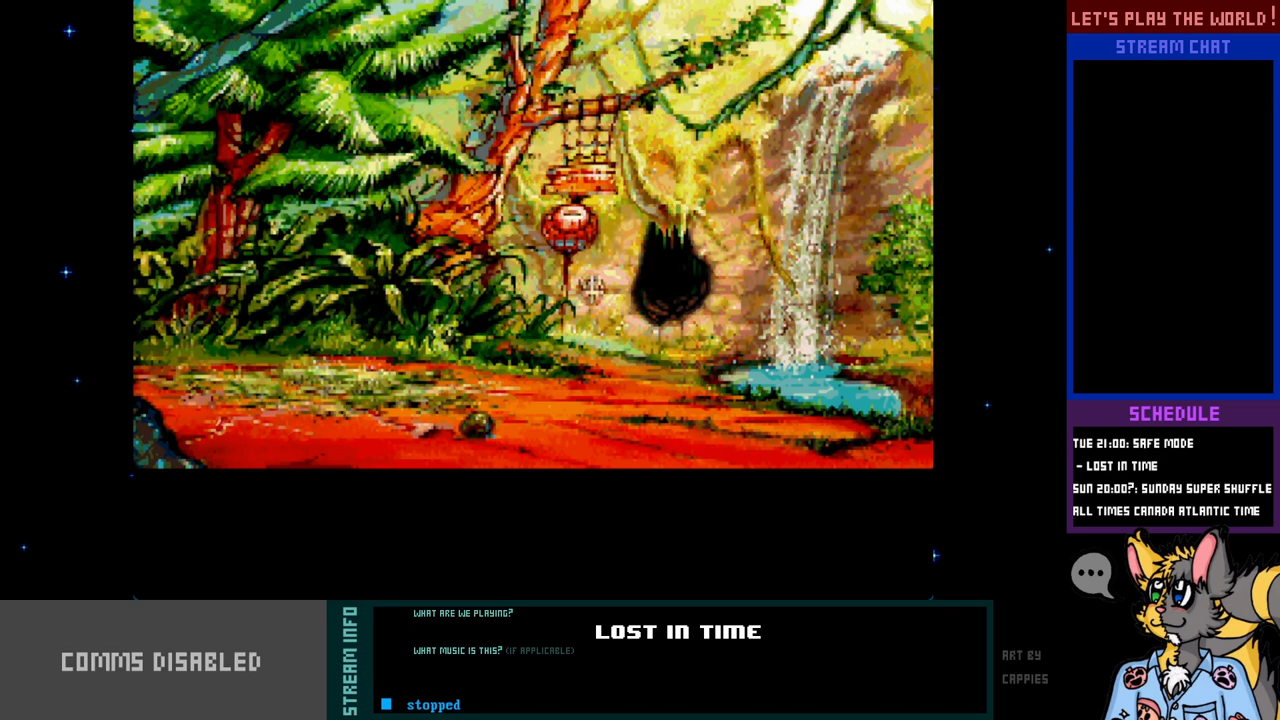 LET'S PLAY THE WORLD!
STREAM CHAT
SCHEDULE
TUE 21:00: SAFE MODE
- LOST IN TIME
SUN 20:00?: SUNDAY SUPER SHUFFLE
ALL TIMES CANADA ATLANTIC TIME
COMMS DISABLED
STREAM INFO
WHAT ARE WE PLAYING?
LOST IN TIME
WHAT MUSIC IS THIS? (IF APPLICABLE)
stopped
ART BY
CAPPIES